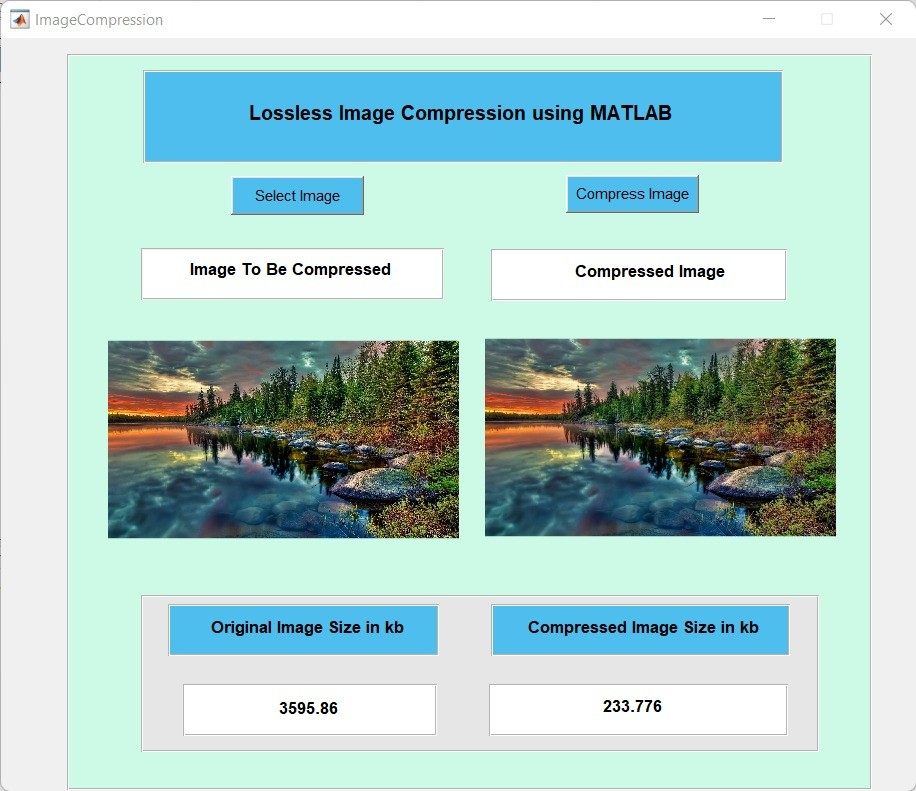 ImageCompression
Lossless Image Compression using MATLAB
Select Image
Compress Image
Image To Be Compressed
Compressed Image
Original Image Size in kb
Compressed Image Size in kb
3595.86
233.776